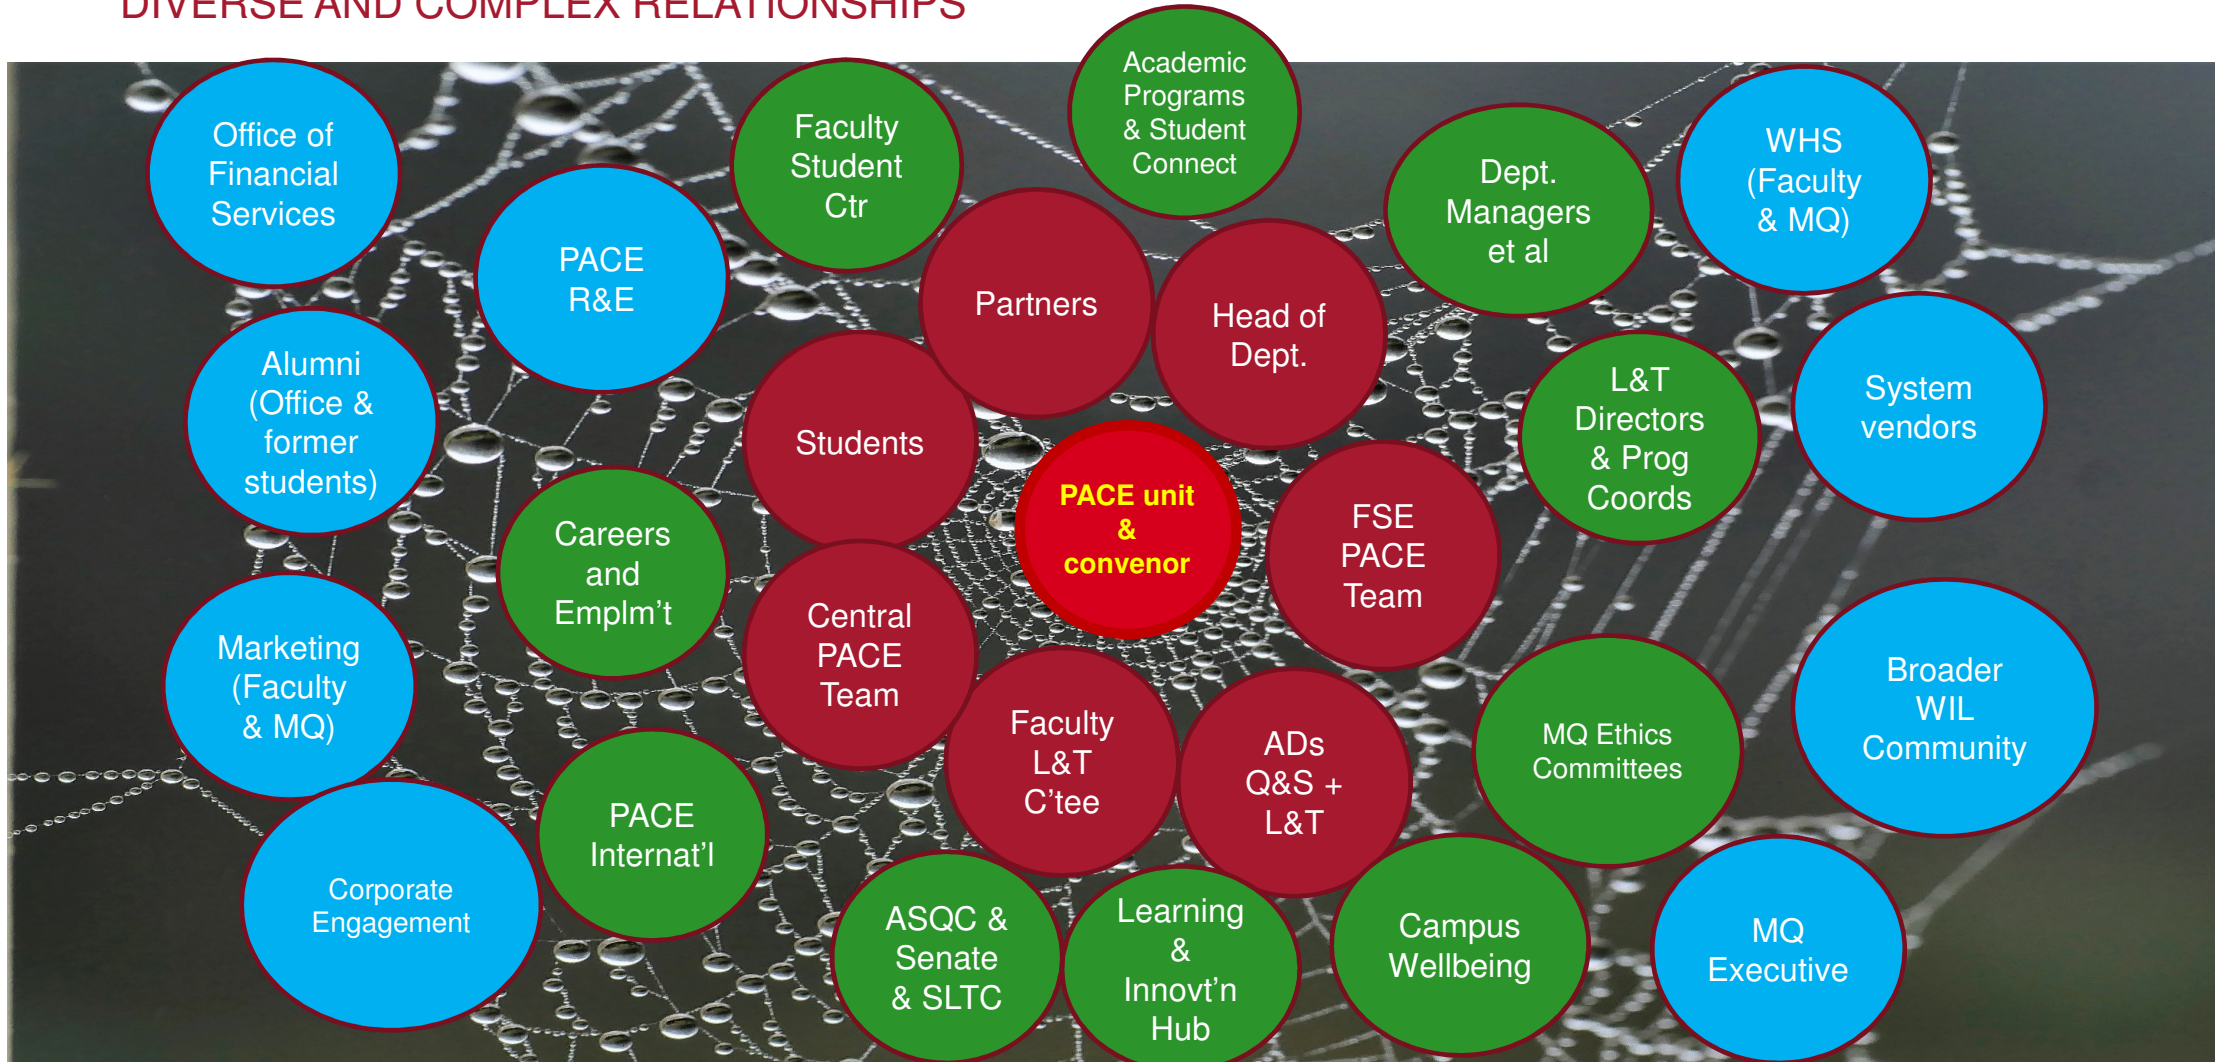 DIVERSE AND COMPLEX RELATIONSHIPS
Academic
Programs
& Student
Connect
Office of
Financial
Services
Faculty
Student
Ctr
WHS
(Faculty
& MQ)
Dept.
Managers
et al
PACE
R&E
Partners
Head of
Dept.
Alumni
(Office &
former
students)
Students
L&T
Directors
& Prog
Coords
System
vendors
PACE unit
&
convenor
FSE
PACE
Team
Careers
and
Emplm't
Central
PACE
Team
Marketing
(Faculty
& MQ)
Broader
WIL
Community
MQ Ethics
Committees
Faculty
L&T
C'tee
ADs
Q&S +
L&T
PACE
Internat'l
Corporate
Engagement
ASQC &
Senate
& SLTC
Learning
&
Innovt'n
Hub
Campus
Wellbeing
MQ
Executive